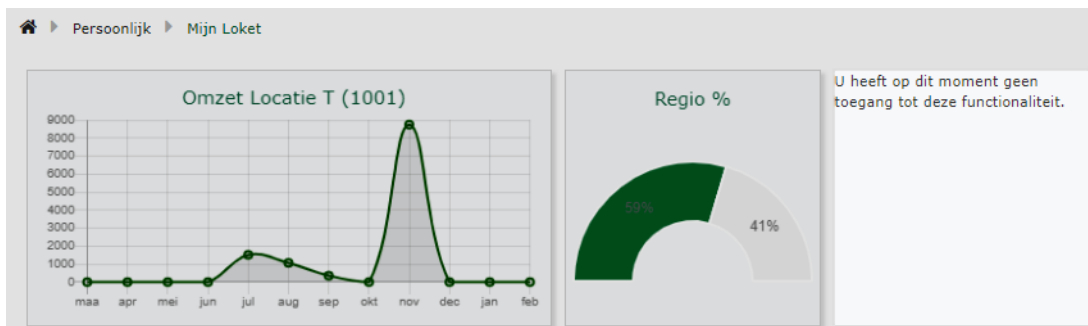 Persoonlijk Mijn Loket
Omzet Locatie T (1001)
9000
8000
7000
6000
5000
4000
3000
2000
1000
0
maa apr mei jun jul aug sep okt nov dec jan feb
Regio %
59%
41%
U heeft op dit moment geen
toegang tot deze functionaliteit.